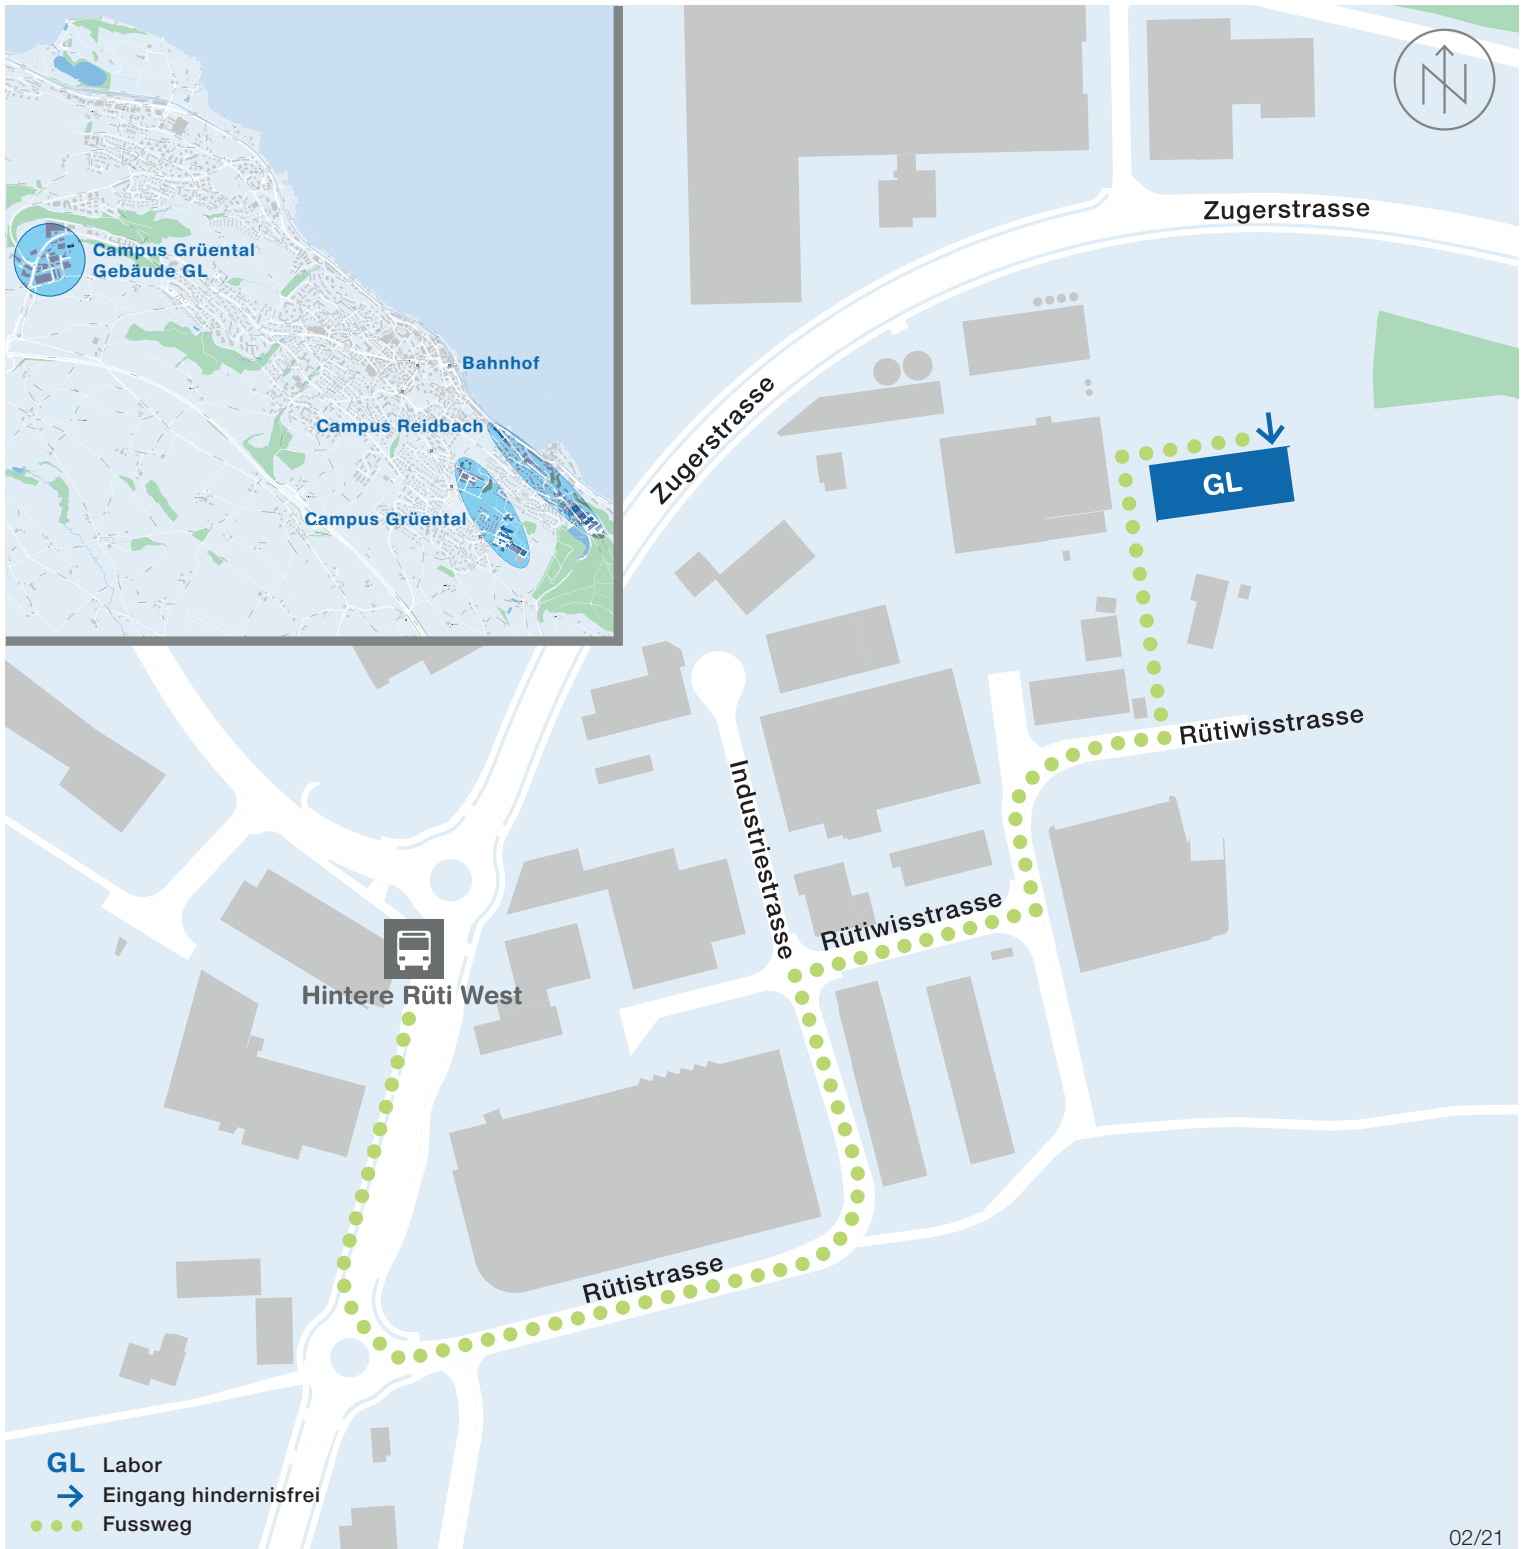 Campus Grüental
Gebäude GL
Bahnhof
Campus Reidbach
Campus Grüental
N
Zugerstrasse
Zugerstrasse
GL
Rütiwisstrasse
Industriestrasse
Rütiwisstrasse
Hintere Rüti West
Rütistrasse
GL Labor
Eingang hindernisfrei
Fussweg
02/21